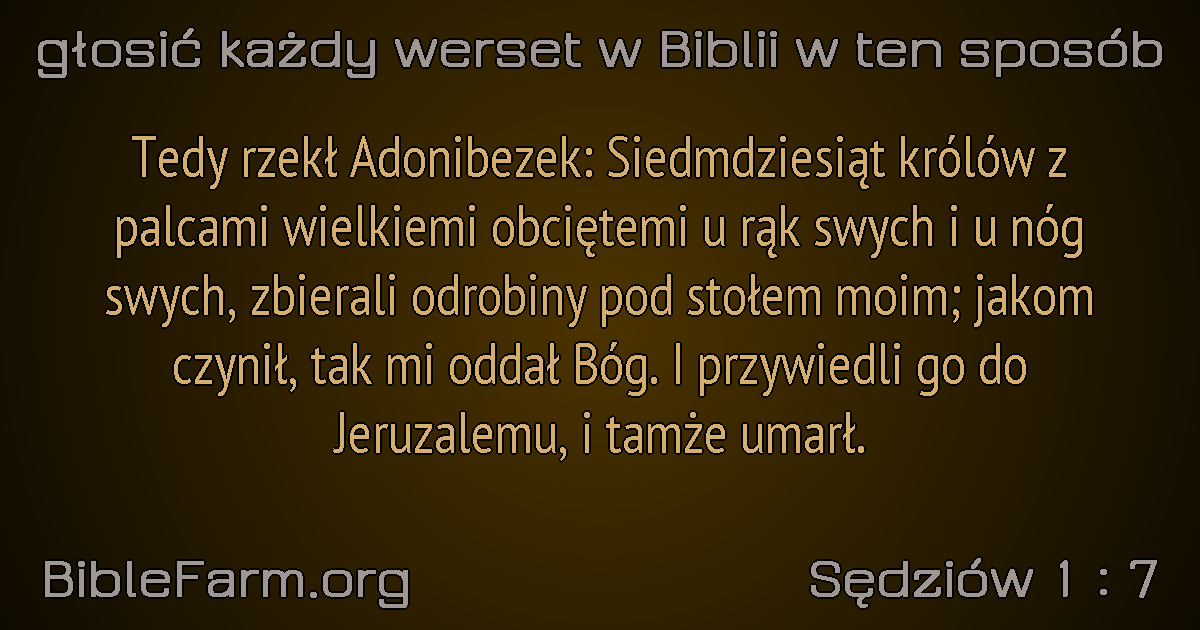 głosić każdy werset w Biblii w ten sposób
Tedy rzekł Adonibezek: Siedmdziesiąt królów z
palcami wielkiemi obciętemi u rąk swych i u nóg
swych, zbierali odrobiny pod stołem moim; jakom
czynił, tak mi oddał Bóg. I przywiedli go do
Jeruzalemu, i tamże umarł.
BibleFarm.org
Sędziów 1 : 7